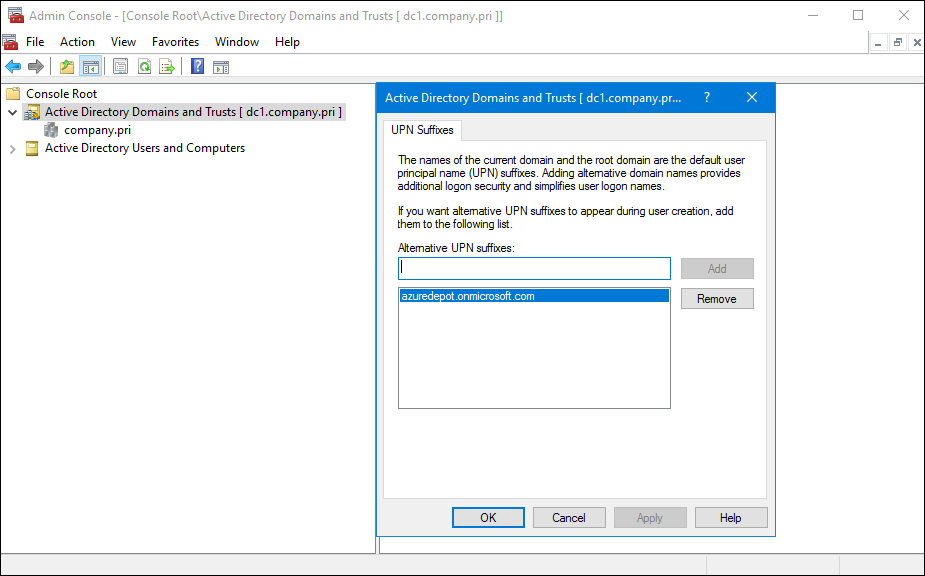 Admin Console - [Console Root\Active Directory Domains and Trusts [ dc1.company.pri ]]
File Action View Favorites Window Help
Console Root
Active Directory Domains and Trusts [ dc1.company.pri ]
company.pri
Active Directory Users and Computers
Active Directory Domains and Trusts [ dc1.company.pr...
UPN Suffixes
The names of the current domain and the root domain are the default user
principal name (UPN) suffixes. Adding alternative domain names provides
additional logon security and simplifies user logon names.
If you want alternative UPN suffixes to appear during user creation, add
them to the following list.
Alternative UPN suffixes:
Add
azuredepot.onmicrosoft.com
Remove
OK Cancel Apply Help